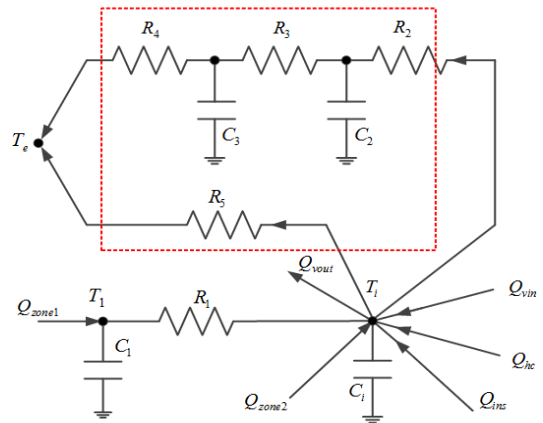 R4 R3 R2
C3 C2
Te
R5
Qvout Ti
Qzone1 T1 R1 Qvin
C1 Qhc
Qzone2 Ci Qins